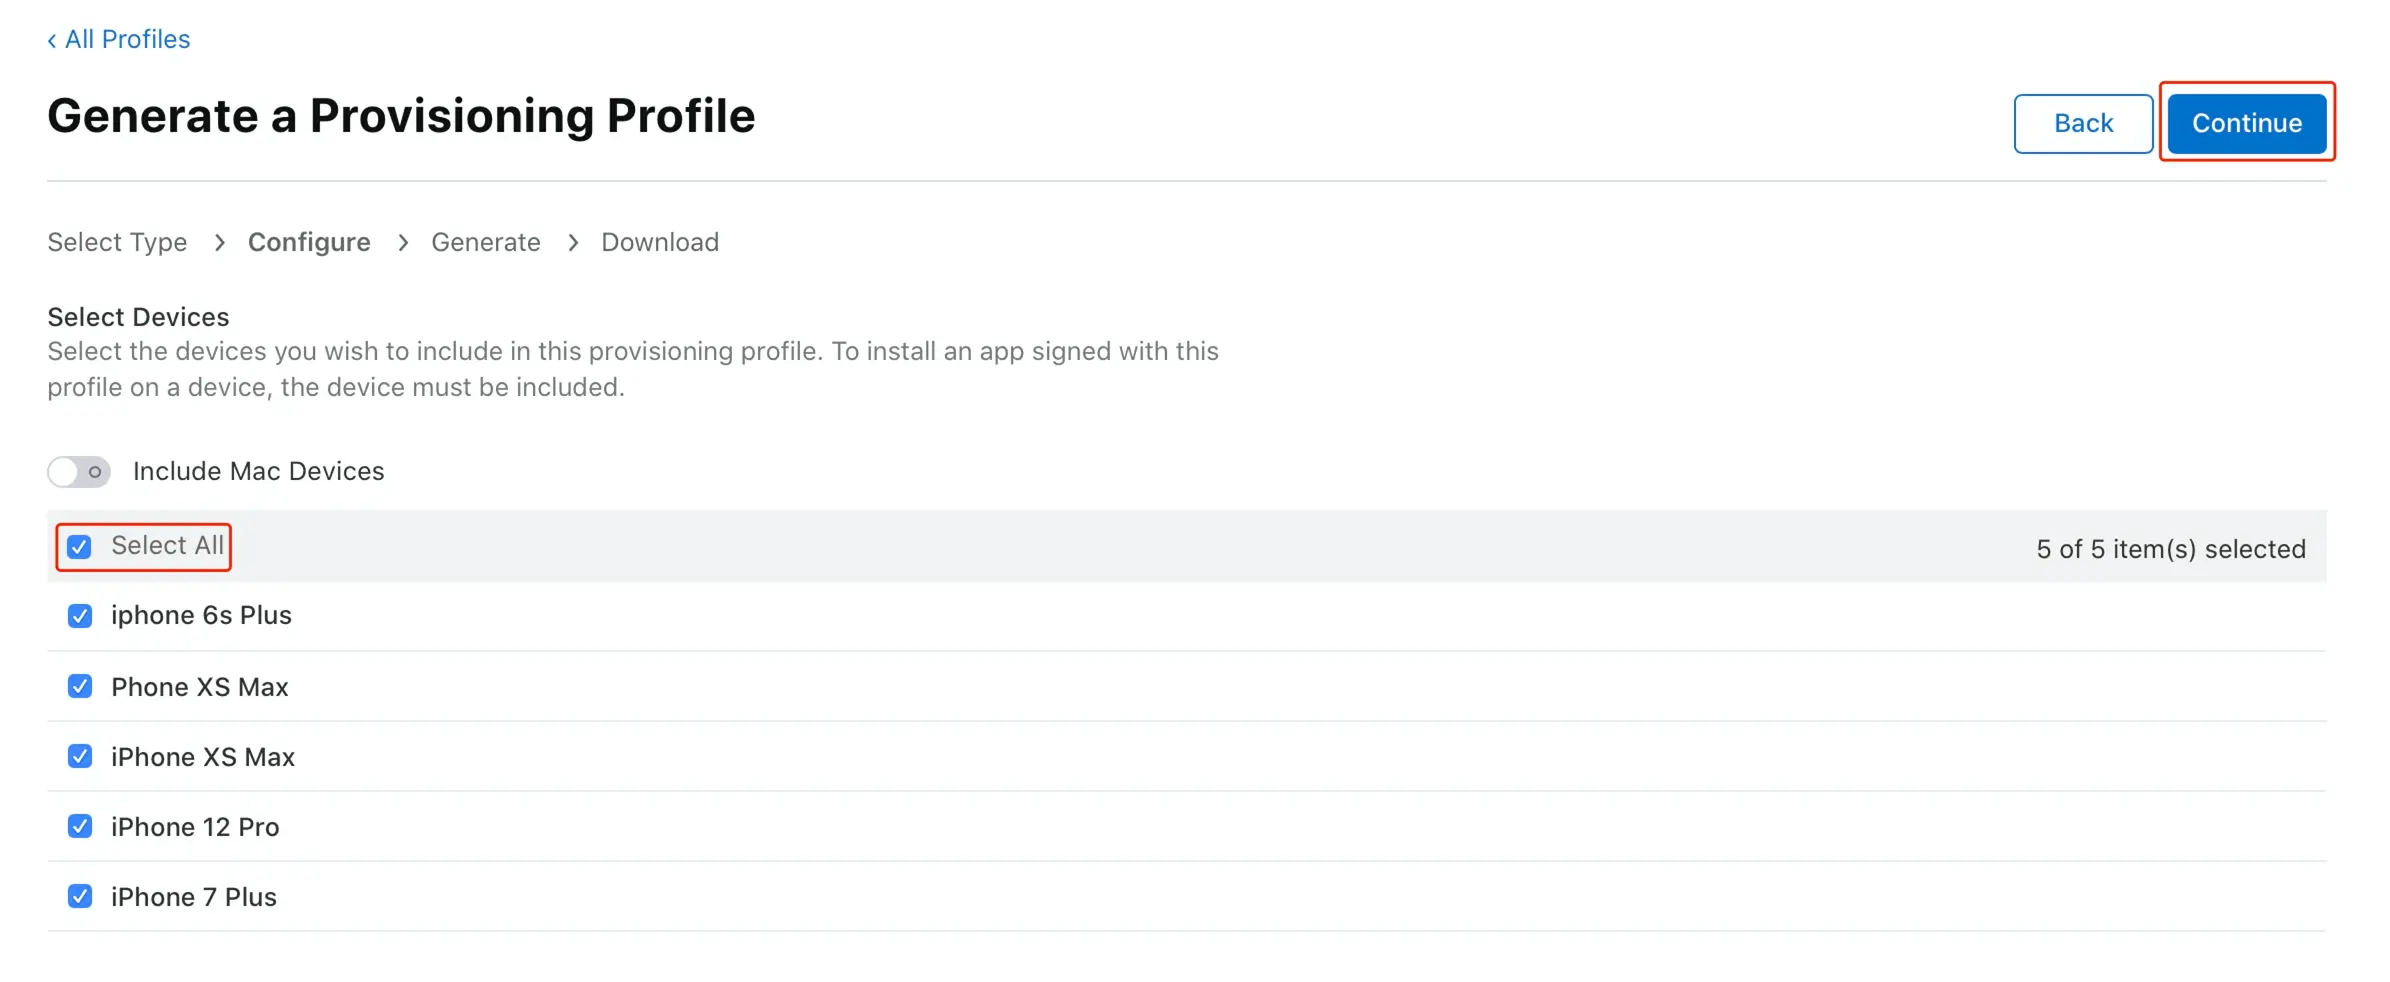 ‹ All Profiles
Generate a Provisioning Profile
Back
Continue
Select Type > Configure > Generate > Download
Select Devices
Select the devices you wish to include in this provisioning profile. To install an app signed with this
profile on a device, the device must be included.
Include Mac Devices
Select All
5 of 5 item(s) selected
iphone 6s Plus
Phone XS Max
iPhone XS Max
iPhone 12 Pro
iPhone 7 Plus